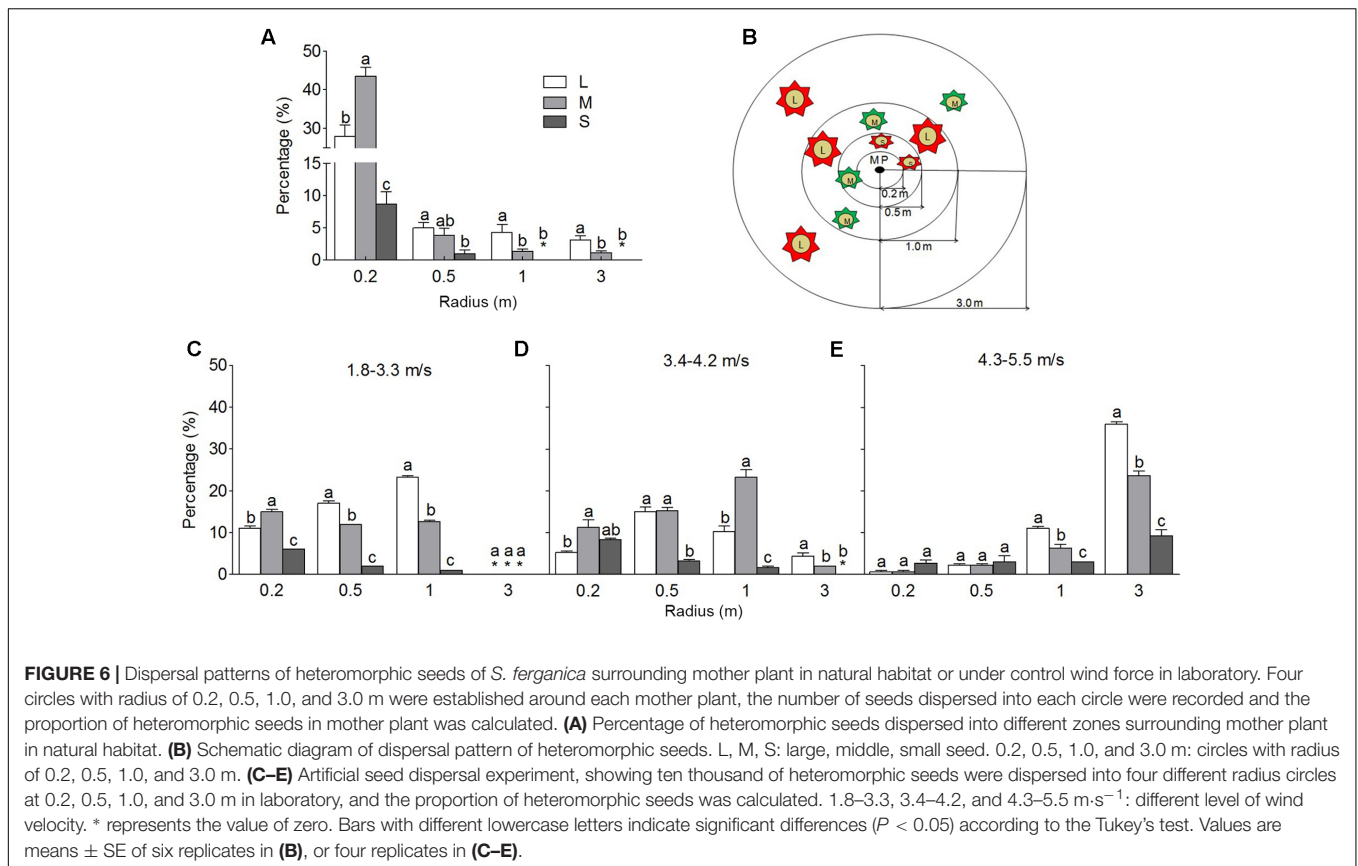 A
50
40
30
15
10
5
0
Percentage (%)
b
a
c
a
ab
b
a
b
b
*
a
b
b
*
L
M
S
0.2
0.5
1
3
Radius (m)
B
L
M
M
L
L
S
S
MP
M
M
L
0.2 m
0.5 m
1.0 m
3.0 m
C
1.8-3.3 m/s
50
40
30
20
10
0
Percentage (%)
b
a
c
a
b
c
a
b
c
a a a
* * *
0.2
0.5
1
3
D
3.4-4.2 m/s
b
a
ab
a
a
b
b
a
c
a
b
b
*
0.2
0.5
1
3
Radius (m)
E
4.3-5.5 m/s
a
a
a
a
a
a
a
b
c
a
b
c
0.2
0.5
1
3
FIGURE 6 | Dispersal patterns of heteromorphic seeds of S. ferganica surrounding mother plant in natural habitat or under control wind force in laboratory. Four
circles with radius of 0.2, 0.5, 1.0, and 3.0 m were established around each mother plant, the number of seeds dispersed into each circle were recorded and the
proportion of heteromorphic seeds in mother plant was calculated. (A) Percentage of heteromorphic seeds dispersed into different zones surrounding mother plant
in natural habitat. (B) Schematic diagram of dispersal pattern of heteromorphic seeds. L, M, S: large, middle, small seed. 0.2, 0.5, 1.0, and 3.0 m: circles with radius
of 0.2, 0.5, 1.0, and 3.0 m. (C–E) Artificial seed dispersal experiment, showing ten thousand of heteromorphic seeds were dispersed into four different radius circles
at 0.2, 0.5, 1.0, and 3.0 m in laboratory, and the proportion of heteromorphic seeds was calculated. 1.8–3.3, 3.4–4.2, and 4.3–5.5 m·s⁻¹: different level of wind
velocity. * represents the value of zero. Bars with different lowercase letters indicate significant differences (P < 0.05) according to the Tukey's test. Values are
means ± SE of six replicates in (B), or four replicates in (C–E).